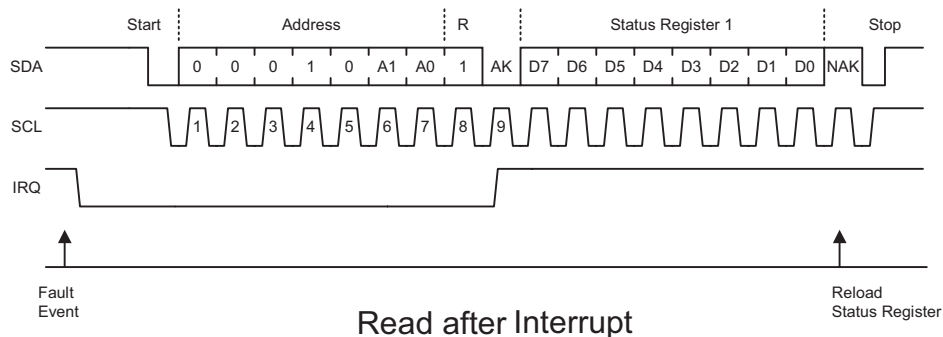 Start Address R Status Register 1 Stop
SDA 0 0 0 1 0 A1 A0 1 AK D7 D6 D5 D4 D3 D2 D1 D0 NAK
SCL 1 2 3 4 5 6 7 8 9
IRQ
Fault
Event
Reload
Status Register
Read after Interrupt